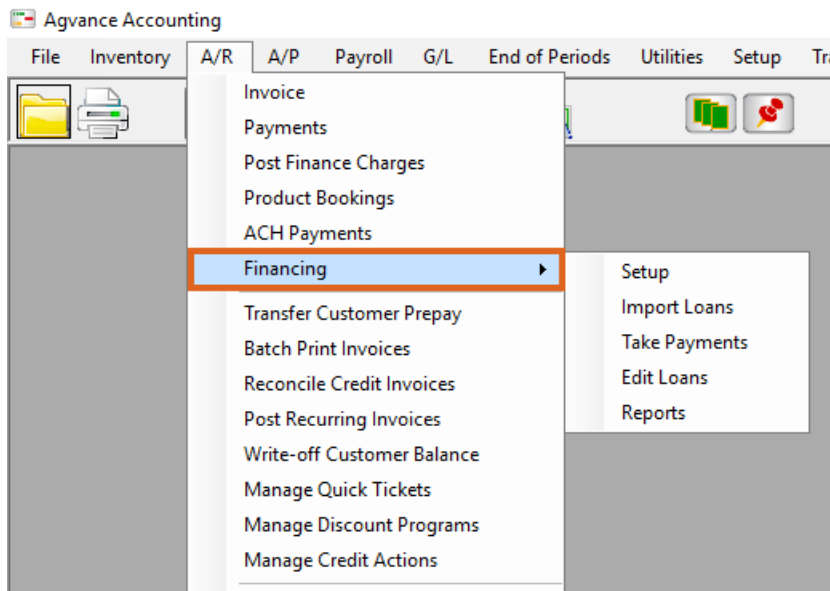 Agvance Accounting
File Inventory A/R A/P Payroll G/L End of Periods Utilities Setup
Invoice
Payments
Post Finance Charges
Product Bookings
ACH Payments
Financing
Setup
Import Loans
Take Payments
Edit Loans
Reports
Transfer Customer Prepay
Batch Print Invoices
Reconcile Credit Invoices
Post Recurring Invoices
Write-off Customer Balance
Manage Quick Tickets
Manage Discount Programs
Manage Credit Actions